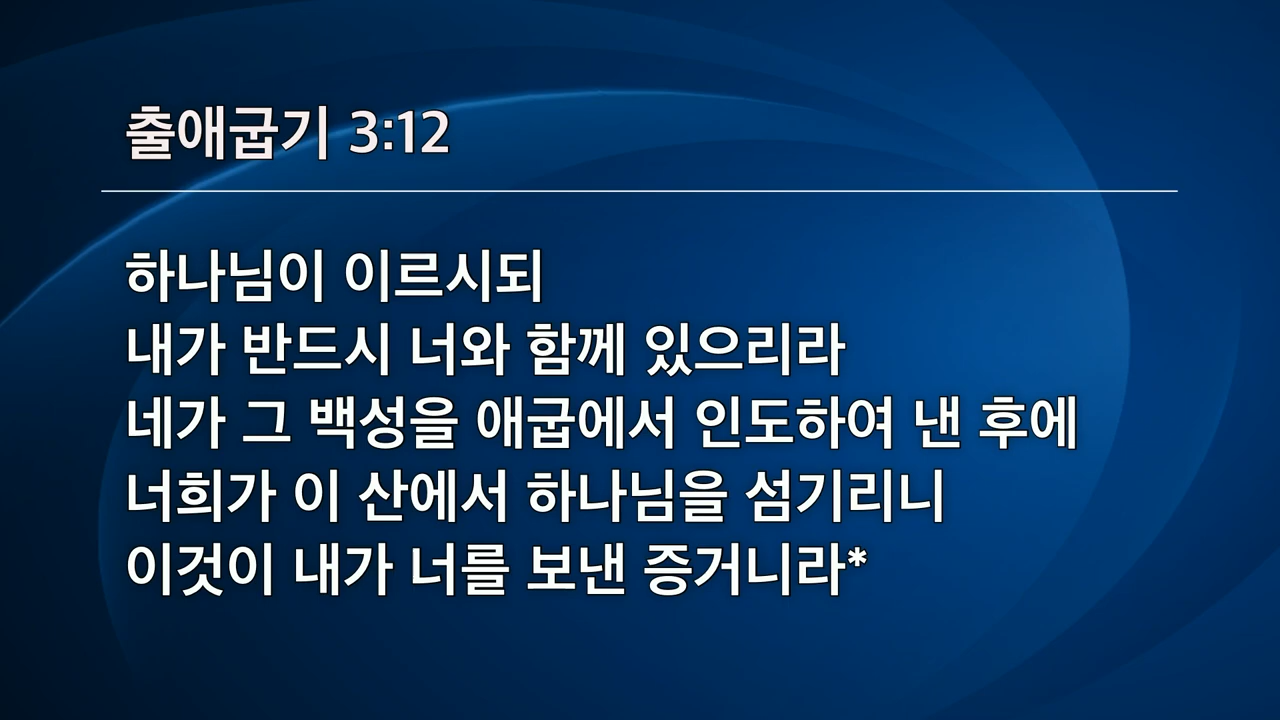 출애굽기 3:12
하나님이 이르시되
내가 반드시 너와 함께 있으리라
네가 그 백성을 애굽에서 인도하여 낸 후에
너희가 이 산에서 하나님을 섬기리니
이것이 내가 너를 보낸 증거니라*